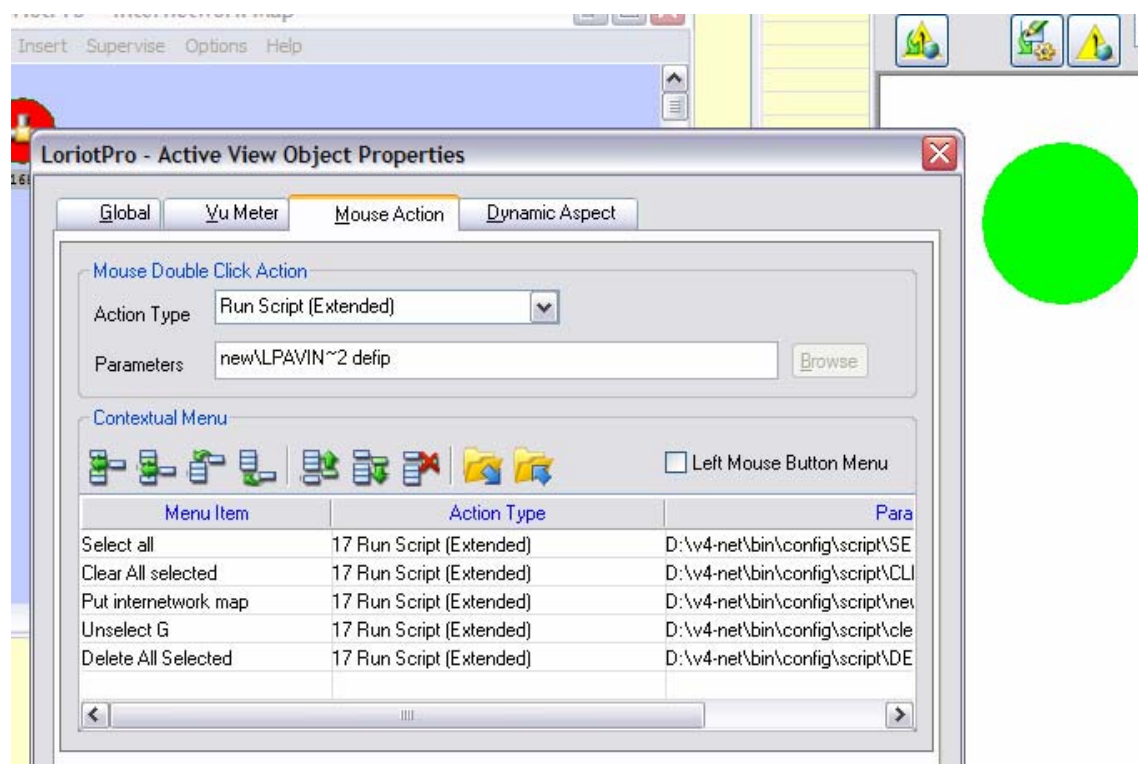 Insert Supervise Options Help
LoriotPro - Active View Object Properties
Global Vu Meter Mouse Action Dynamic Aspect
Mouse Double Click Action
Action Type Run Script (Extended)
Parameters new\LPAVIN~2 defip Browse
Contextual Menu
Left Mouse Button Menu
Menu Item Action Type Para
Select all 17 Run Script (Extended) D:\v4-net\bin\config\script\SE
Clear All selected 17 Run Script (Extended) D:\v4-net\bin\config\script\CLI
Put internetwork map 17 Run Script (Extended) D:\v4-net\bin\config\script\nev
Unselect G 17 Run Script (Extended) D:\v4-net\bin\config\script\cle
Delete All Selected 17 Run Script (Extended) D:\v4-net\bin\config\script\DE